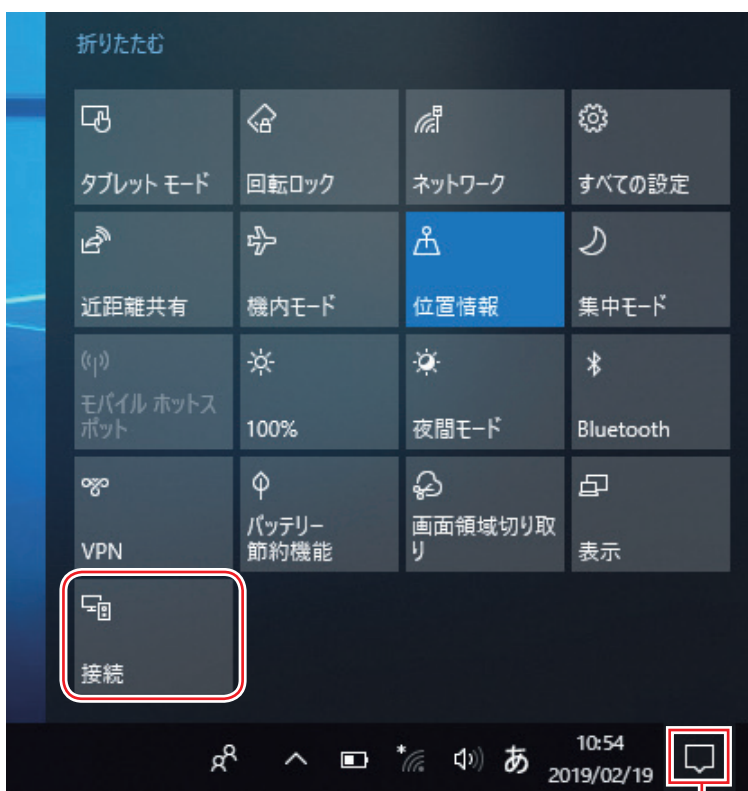 折りたたむ
タブレット モード
回転ロック
ネットワーク
すべての設定
近距離共有
機内モード
位置情報
集中モード
モバイル ホットス
ポット
100%
夜間モード
Bluetooth
VPN
バッテリー
節約機能
画面領域切り取
り
表示
接続
あ
10:54
2019/02/19